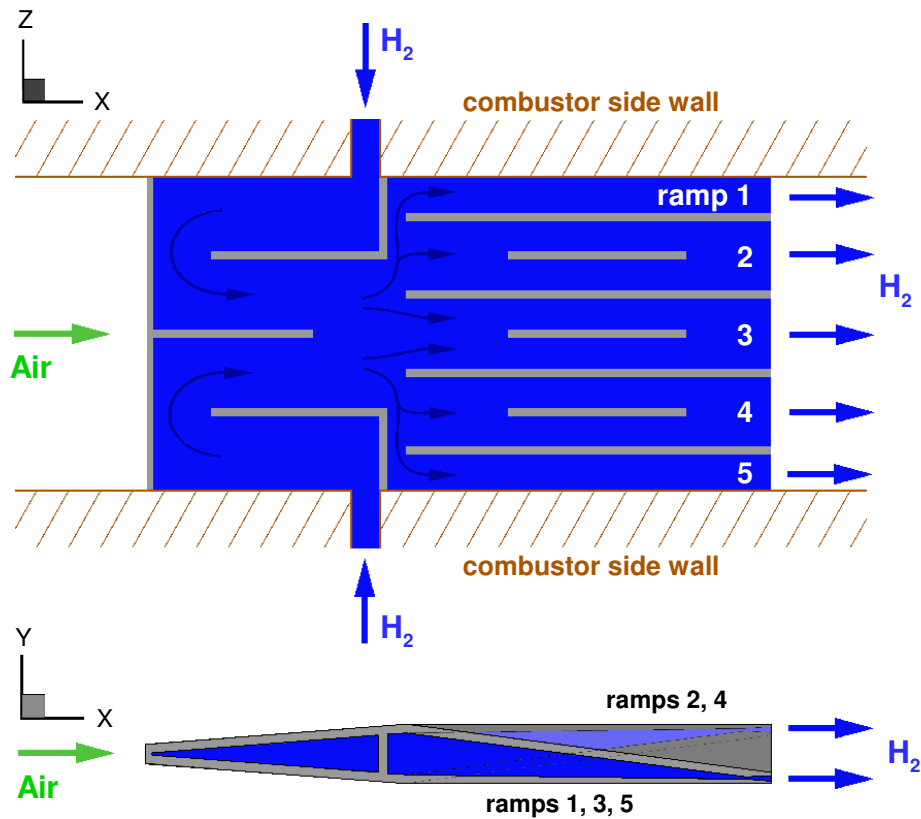 Z
X
H₂
combustor side wall
ramp 1
2
H₂
3
Air
4
5
combustor side wall
H₂
Y
X
ramps 2, 4
Air
H₂
ramps 1, 3, 5